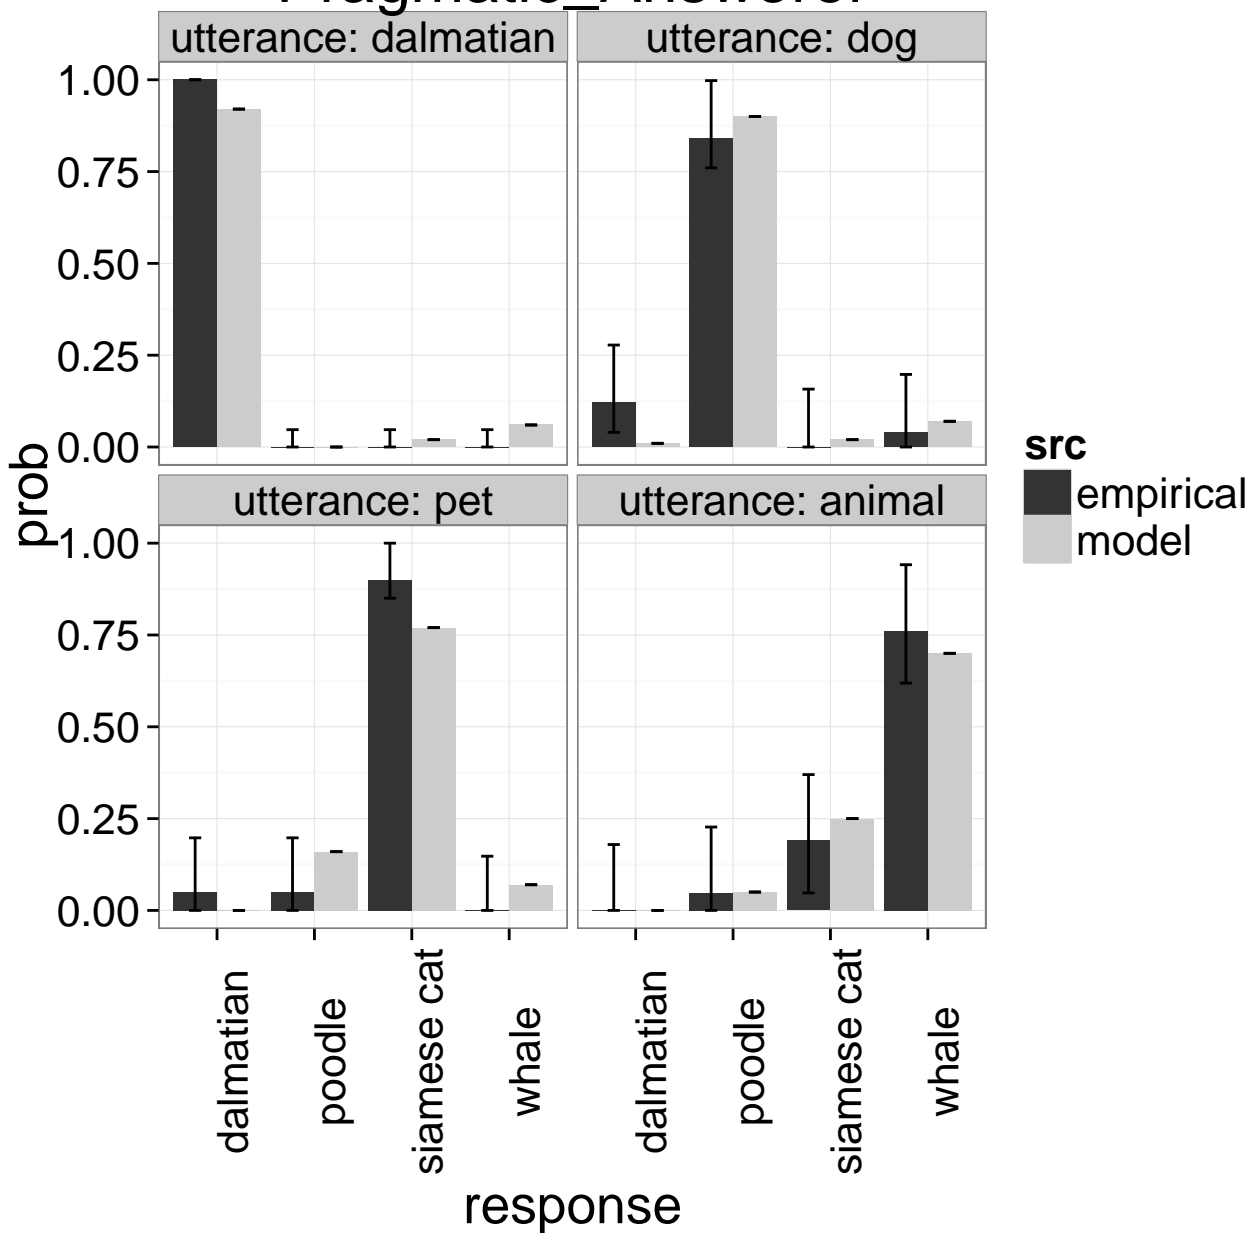 Pragmatic_Answerer
utterance: dalmatian
utterance: dog
1.00
0.75
0.50
0.25
0.00
utterance: pet
utterance: animal
1.00
0.75
0.50
0.25
0.00
prob
dalmatian
poodle
siamese cat
whale
dalmatian
poodle
siamese cat
whale
response
src
empirical
model